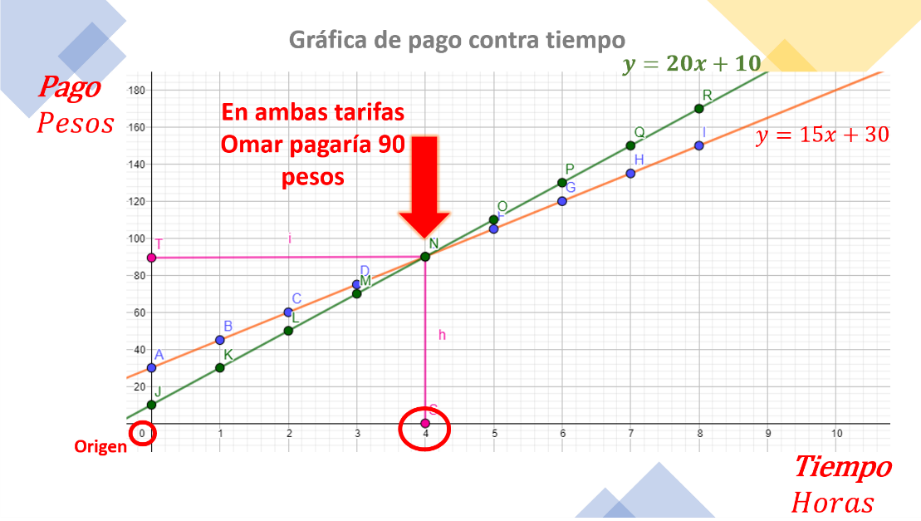 Gráfica de pago contra tiempo
y = 20x + 10
Pago
Pesos
En ambas tarifas
Omar pagaría 90
pesos
y = 15x + 30
180
160
140
120
100
80
60
40
20
T
i
N
h
A
B
C
D
G
H
I
J
K
L
M
O
P
Q
R
Origen
0
1
2
3
4
5
6
7
8
9
10
Tiempo
Horas